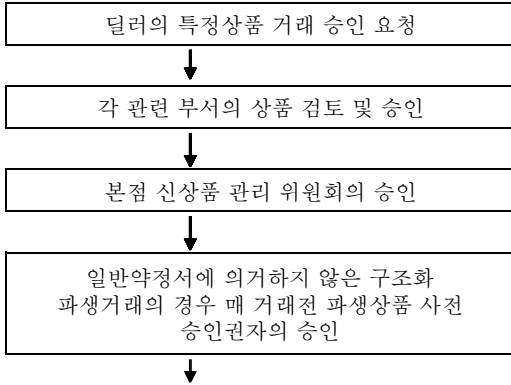 딜러의 특정상품 거래 승인 요청
각 관련 부서의 상품 검토 및 승인
본점 신상품 관리 위원회의 승인
일반약정서에 의거하지 않은 구조화
파생거래의 경우 매 거래전 파생상품 사전
승인권자의 승인